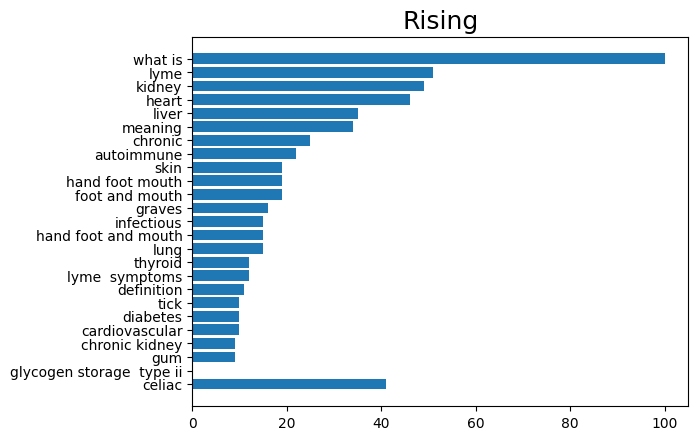 Rising
what is
lyme
kidney
heart
liver
meaning
chronic
autoimmune
skin
hand foot mouth
foot and mouth
graves
infectious
hand foot and mouth
lung
thyroid
lyme  symptoms
definition
tick
diabetes
cardiovascular
chronic kidney
gum
glycogen storage  type ii
celiac
0 20 40 60 80 100